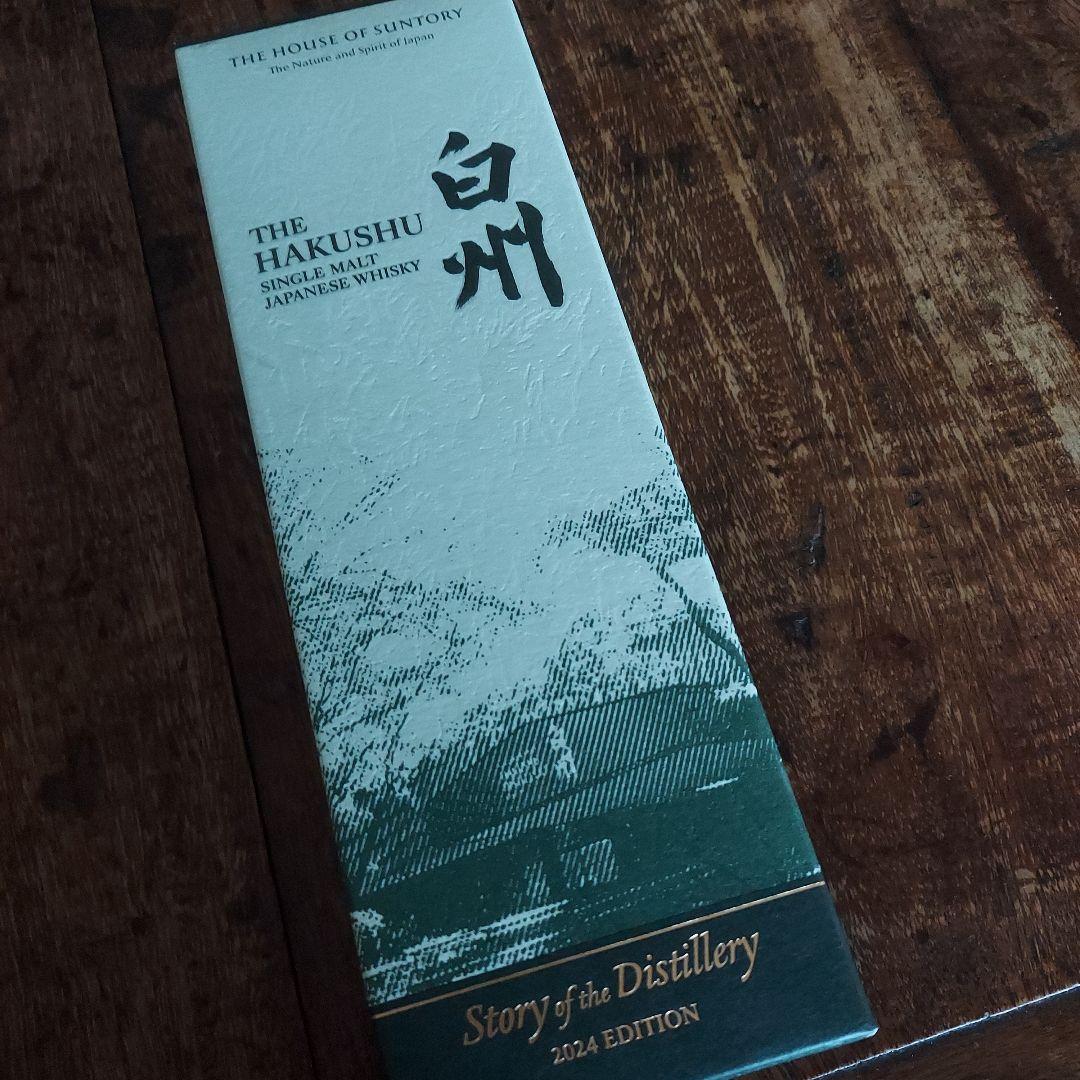 THE HOUSE OF SUNTORY
The Nature and Spirit of Japan
白州
THE
HAKUSHU
SINGLE MALT
JAPANESE WHISKY
Story of the Distillery
2024 EDITION